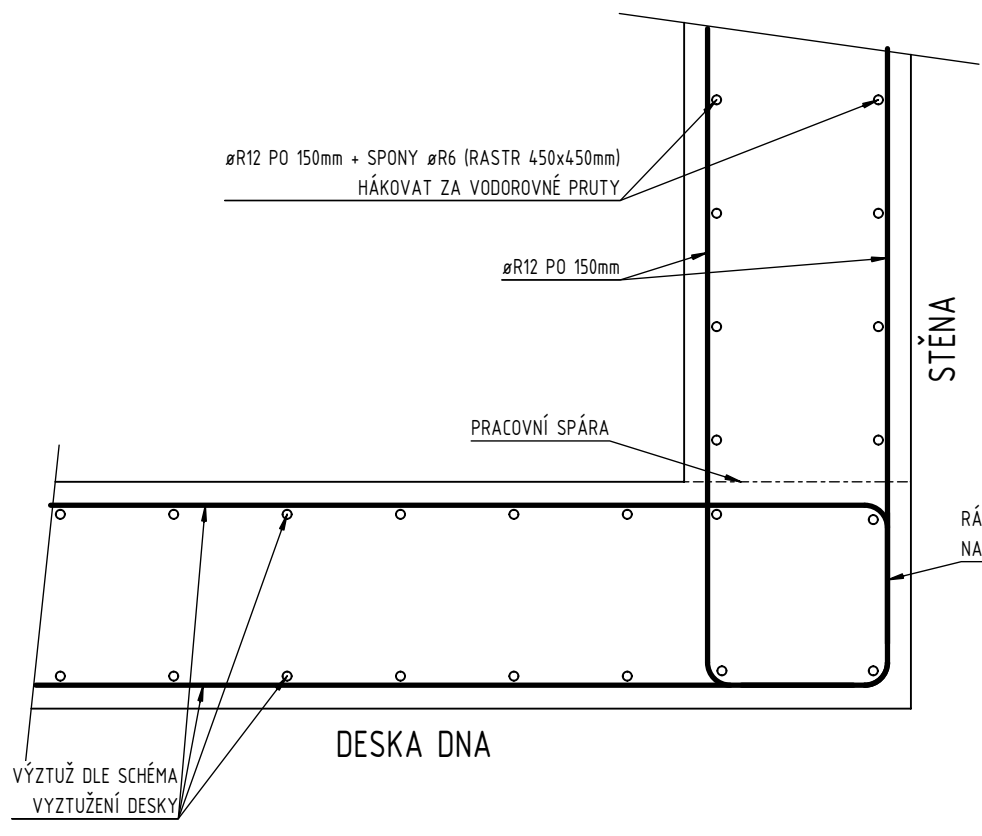 øR12 PO 150mm + SPONY øR6 (RASTR 450x450mm)
HÁKOVAT ZA VODOROVNÉ PRUTY
øR12 PO 150mm
STĚNA
PRACOVNÍ SPÁRA
RÁ
NA
DESKA DNA
VÝZTUŽ DLE SCHÉMA
VYZTUŽENÍ DESKY